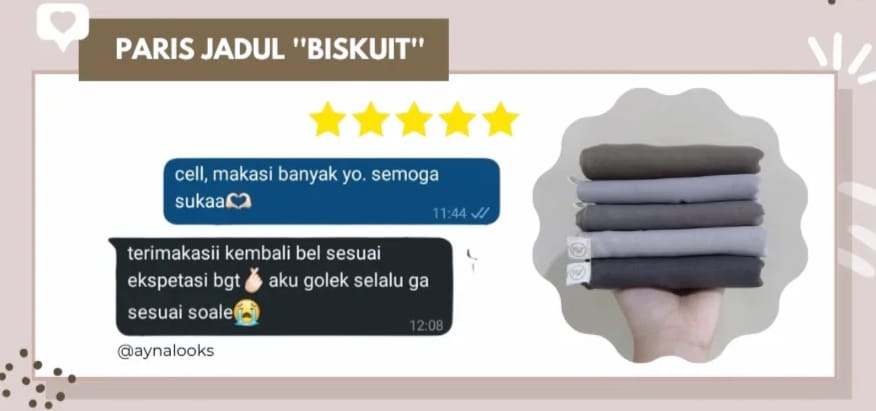 PARIS JADUL "BISKUIT"
cell, makasi banyak yo. semoga
sukaa🫶🏻
11:44
terimakasii kembali bel sesuai
ekspetasi bgt🫰🏻aku golek selalu ga
sesuai soale😭
12:08
@aynalooks